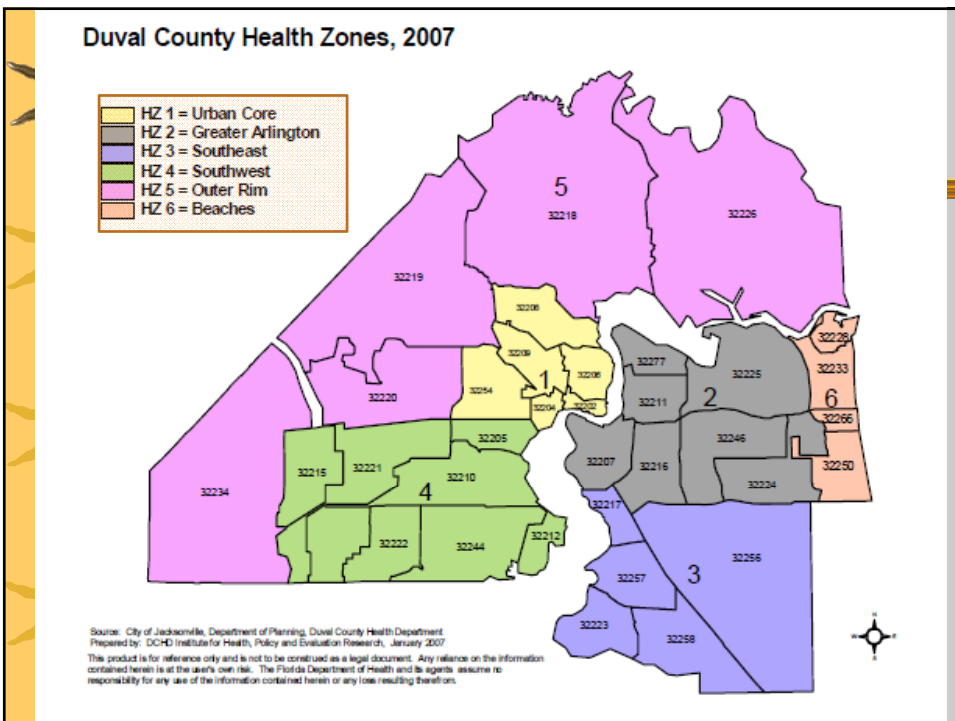 Duval County Health Zones, 2007
HZ 1 = Urban Core
HZ 2 = Greater Arlington
HZ 3 = Southeast
HZ 4 = Southwest
HZ 5 = Outer Rim
HZ 6 = Beaches
5
32218
32226
32219
32208
32228
32209
32277
32225
32233
32206
1
32254
32220
32204
32202
32211
2
6
32266
32205
32246
32215
32221
32210
32207
32216
32250
32234
4
32224
32217
32212
32222
32244
32256
32257
3
32223
32258
N
W
E
S
Source: City of Jacksonville, Department of Planning, Duval County Health Department
Prepared by: DCHD Institute for Health, Policy and Evaluation Research, January 2007
This product is for reference only and is not to be construed as a legal document. Any reliance on the information
contained herein is at the user's own risk. The Florida Department of Health and its agents assume no
responsibility for any use of the information contained herein or any loss resulting therefrom.